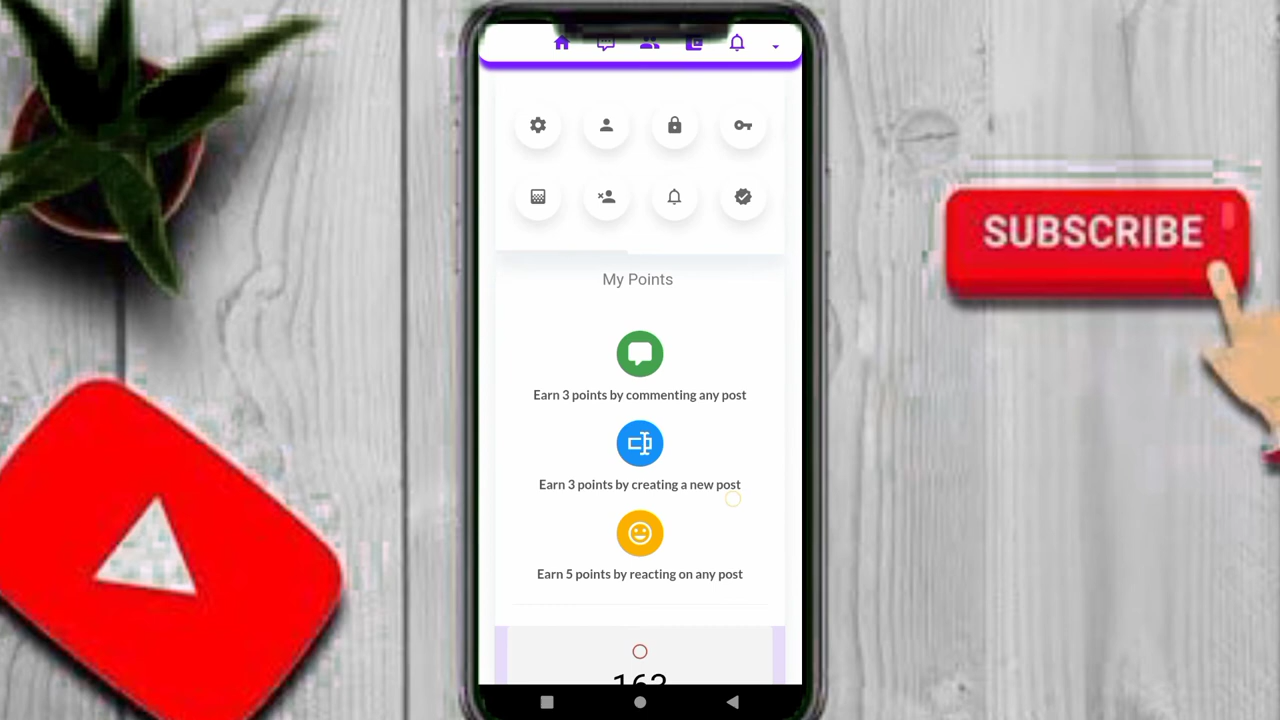 SUBSCRIBE
My Points
Earn 3 points by commenting any post
Earn 3 points by creating a new post
Earn 5 points by reacting on any post